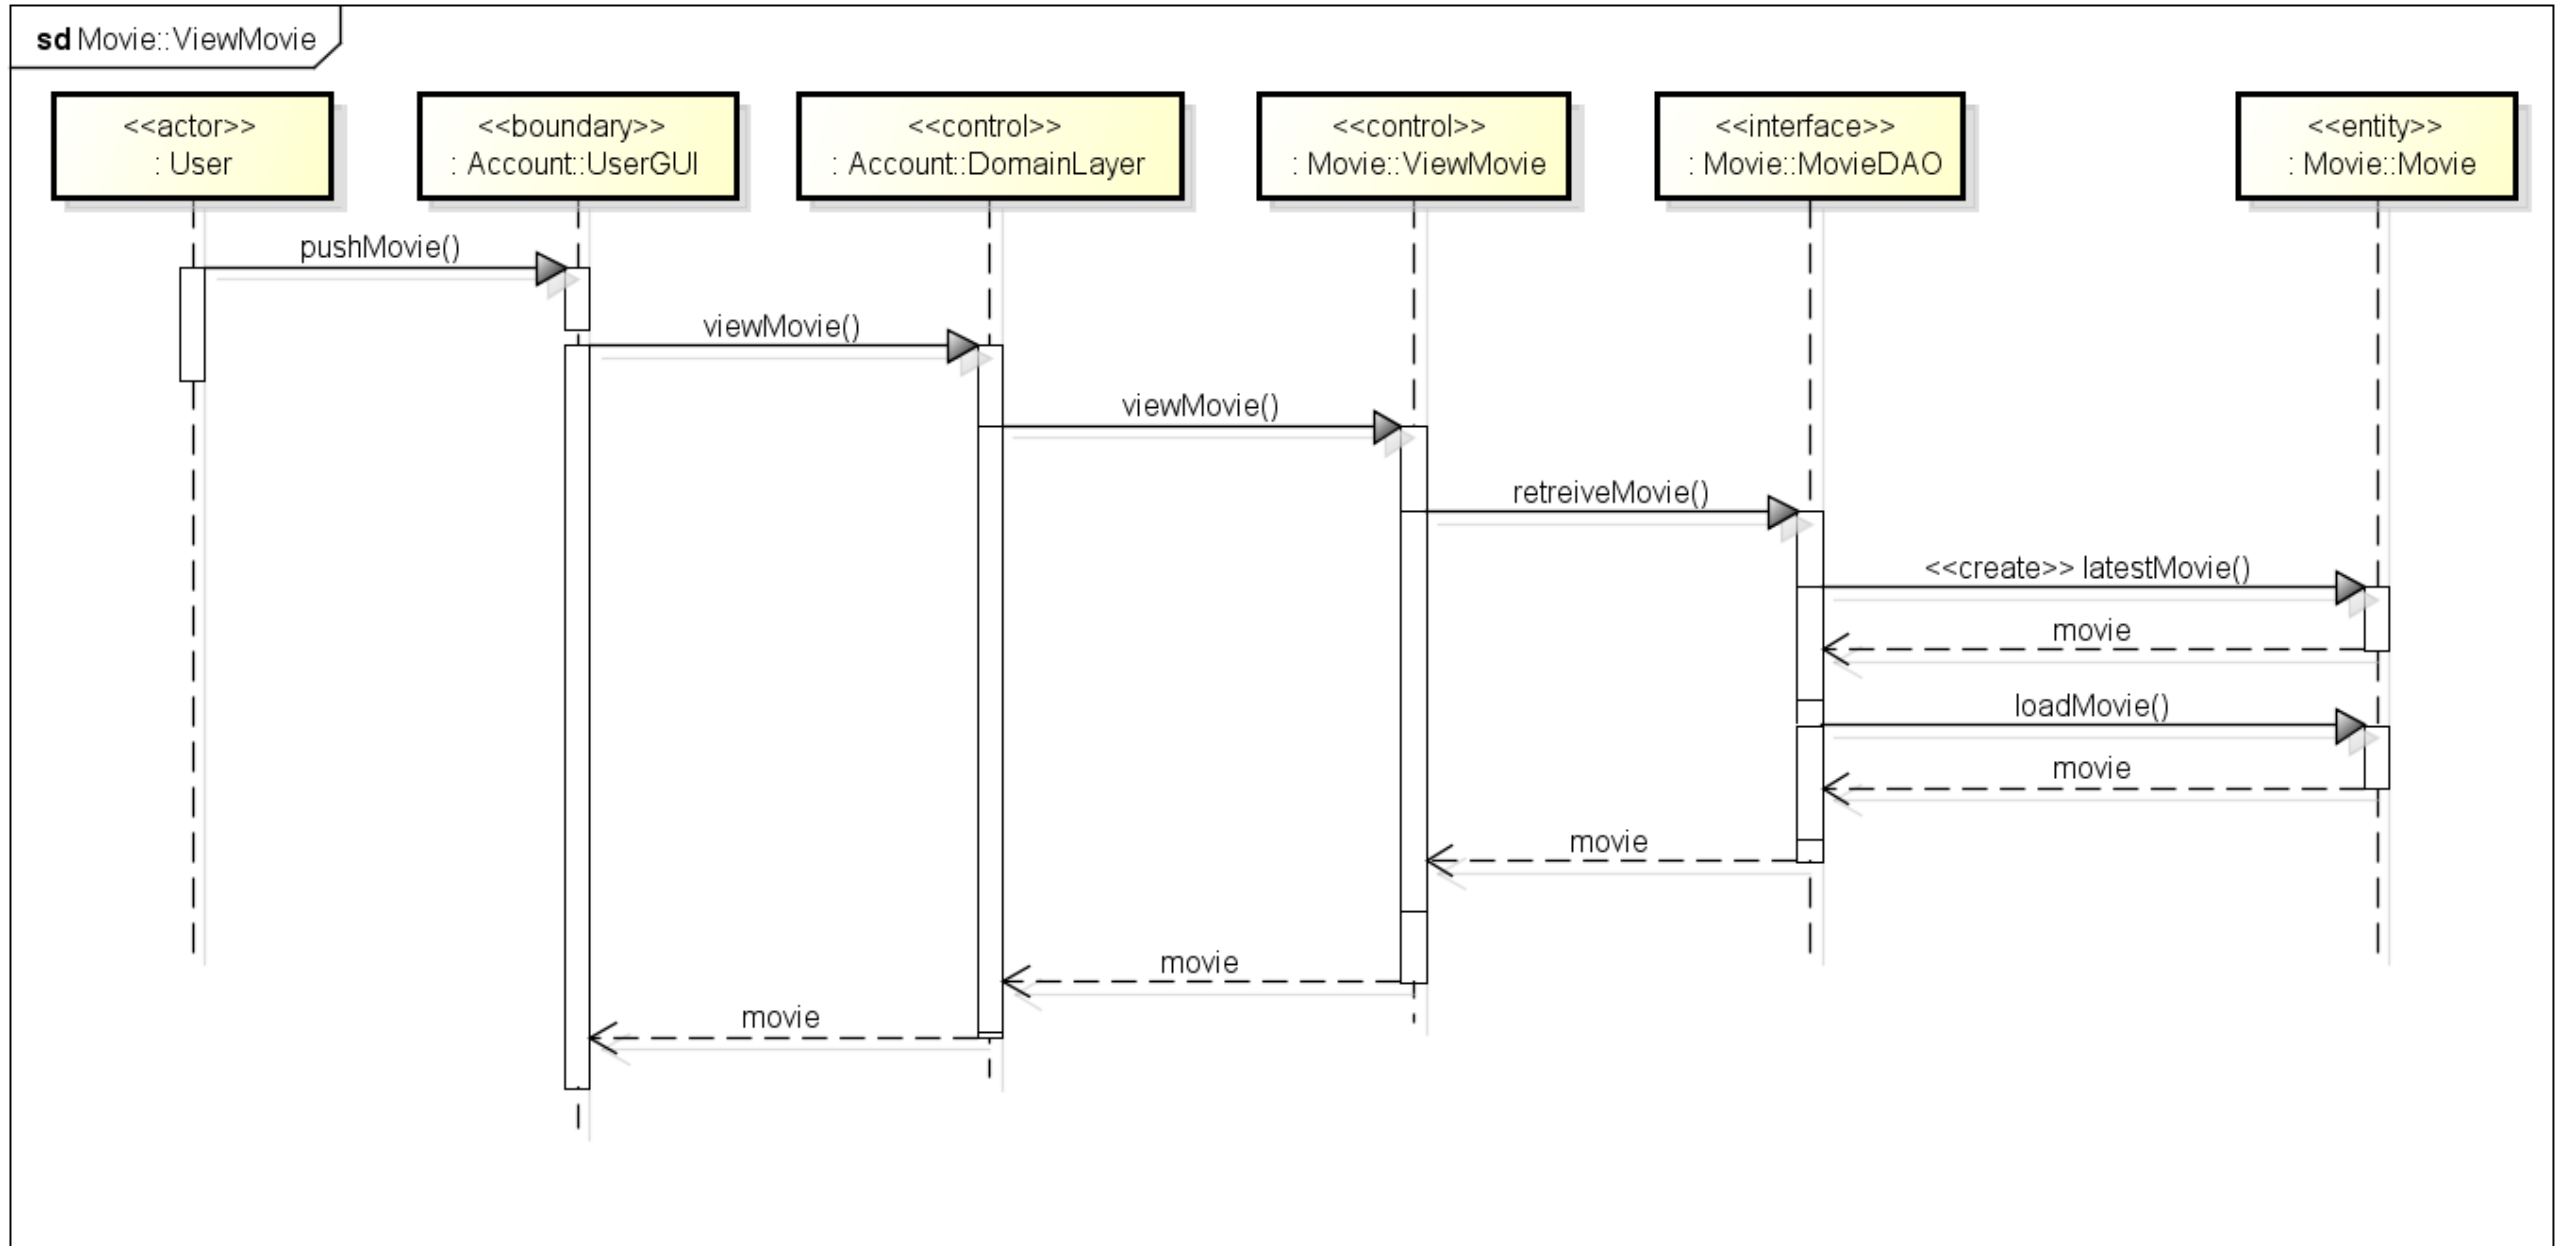 sd Movie::ViewMovie
<<actor>>
: User
<<boundary>>
: Account::UserGUI
<<control>>
: Account::DomainLayer
<<control>>
: Movie::ViewMovie
<<interface>>
: Movie::MovieDAO
<<entity>>
: Movie::Movie
pushMovie()
viewMovie()
viewMovie()
retreiveMovie()
<<create>> latestMovie()
movie
loadMovie()
movie
movie
movie
movie